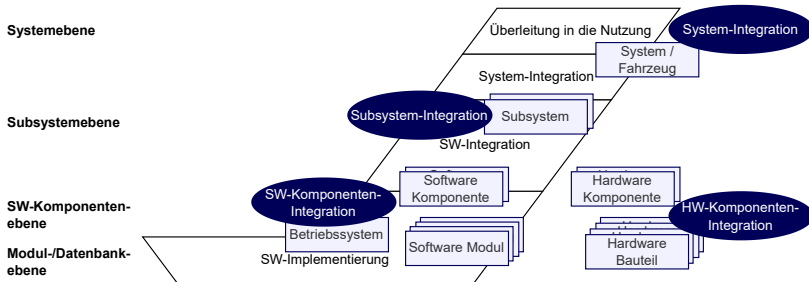 Systemebene
Überleitung in die Nutzung
System-Integration
System /
Fahrzeug
System-Integration
Subsystemebene
Subsystem-Integration
Subsystem
SW-Integration
SW-Komponenten-
ebene
SW-Komponenten-
Integration
Software
Komponente
Hardware
Komponente
HW-Komponenten-
Integration
Betriebssystem
Software Modul
Hardware
Bauteil
Modul-/Datenbank-
ebene
SW-Implementierung